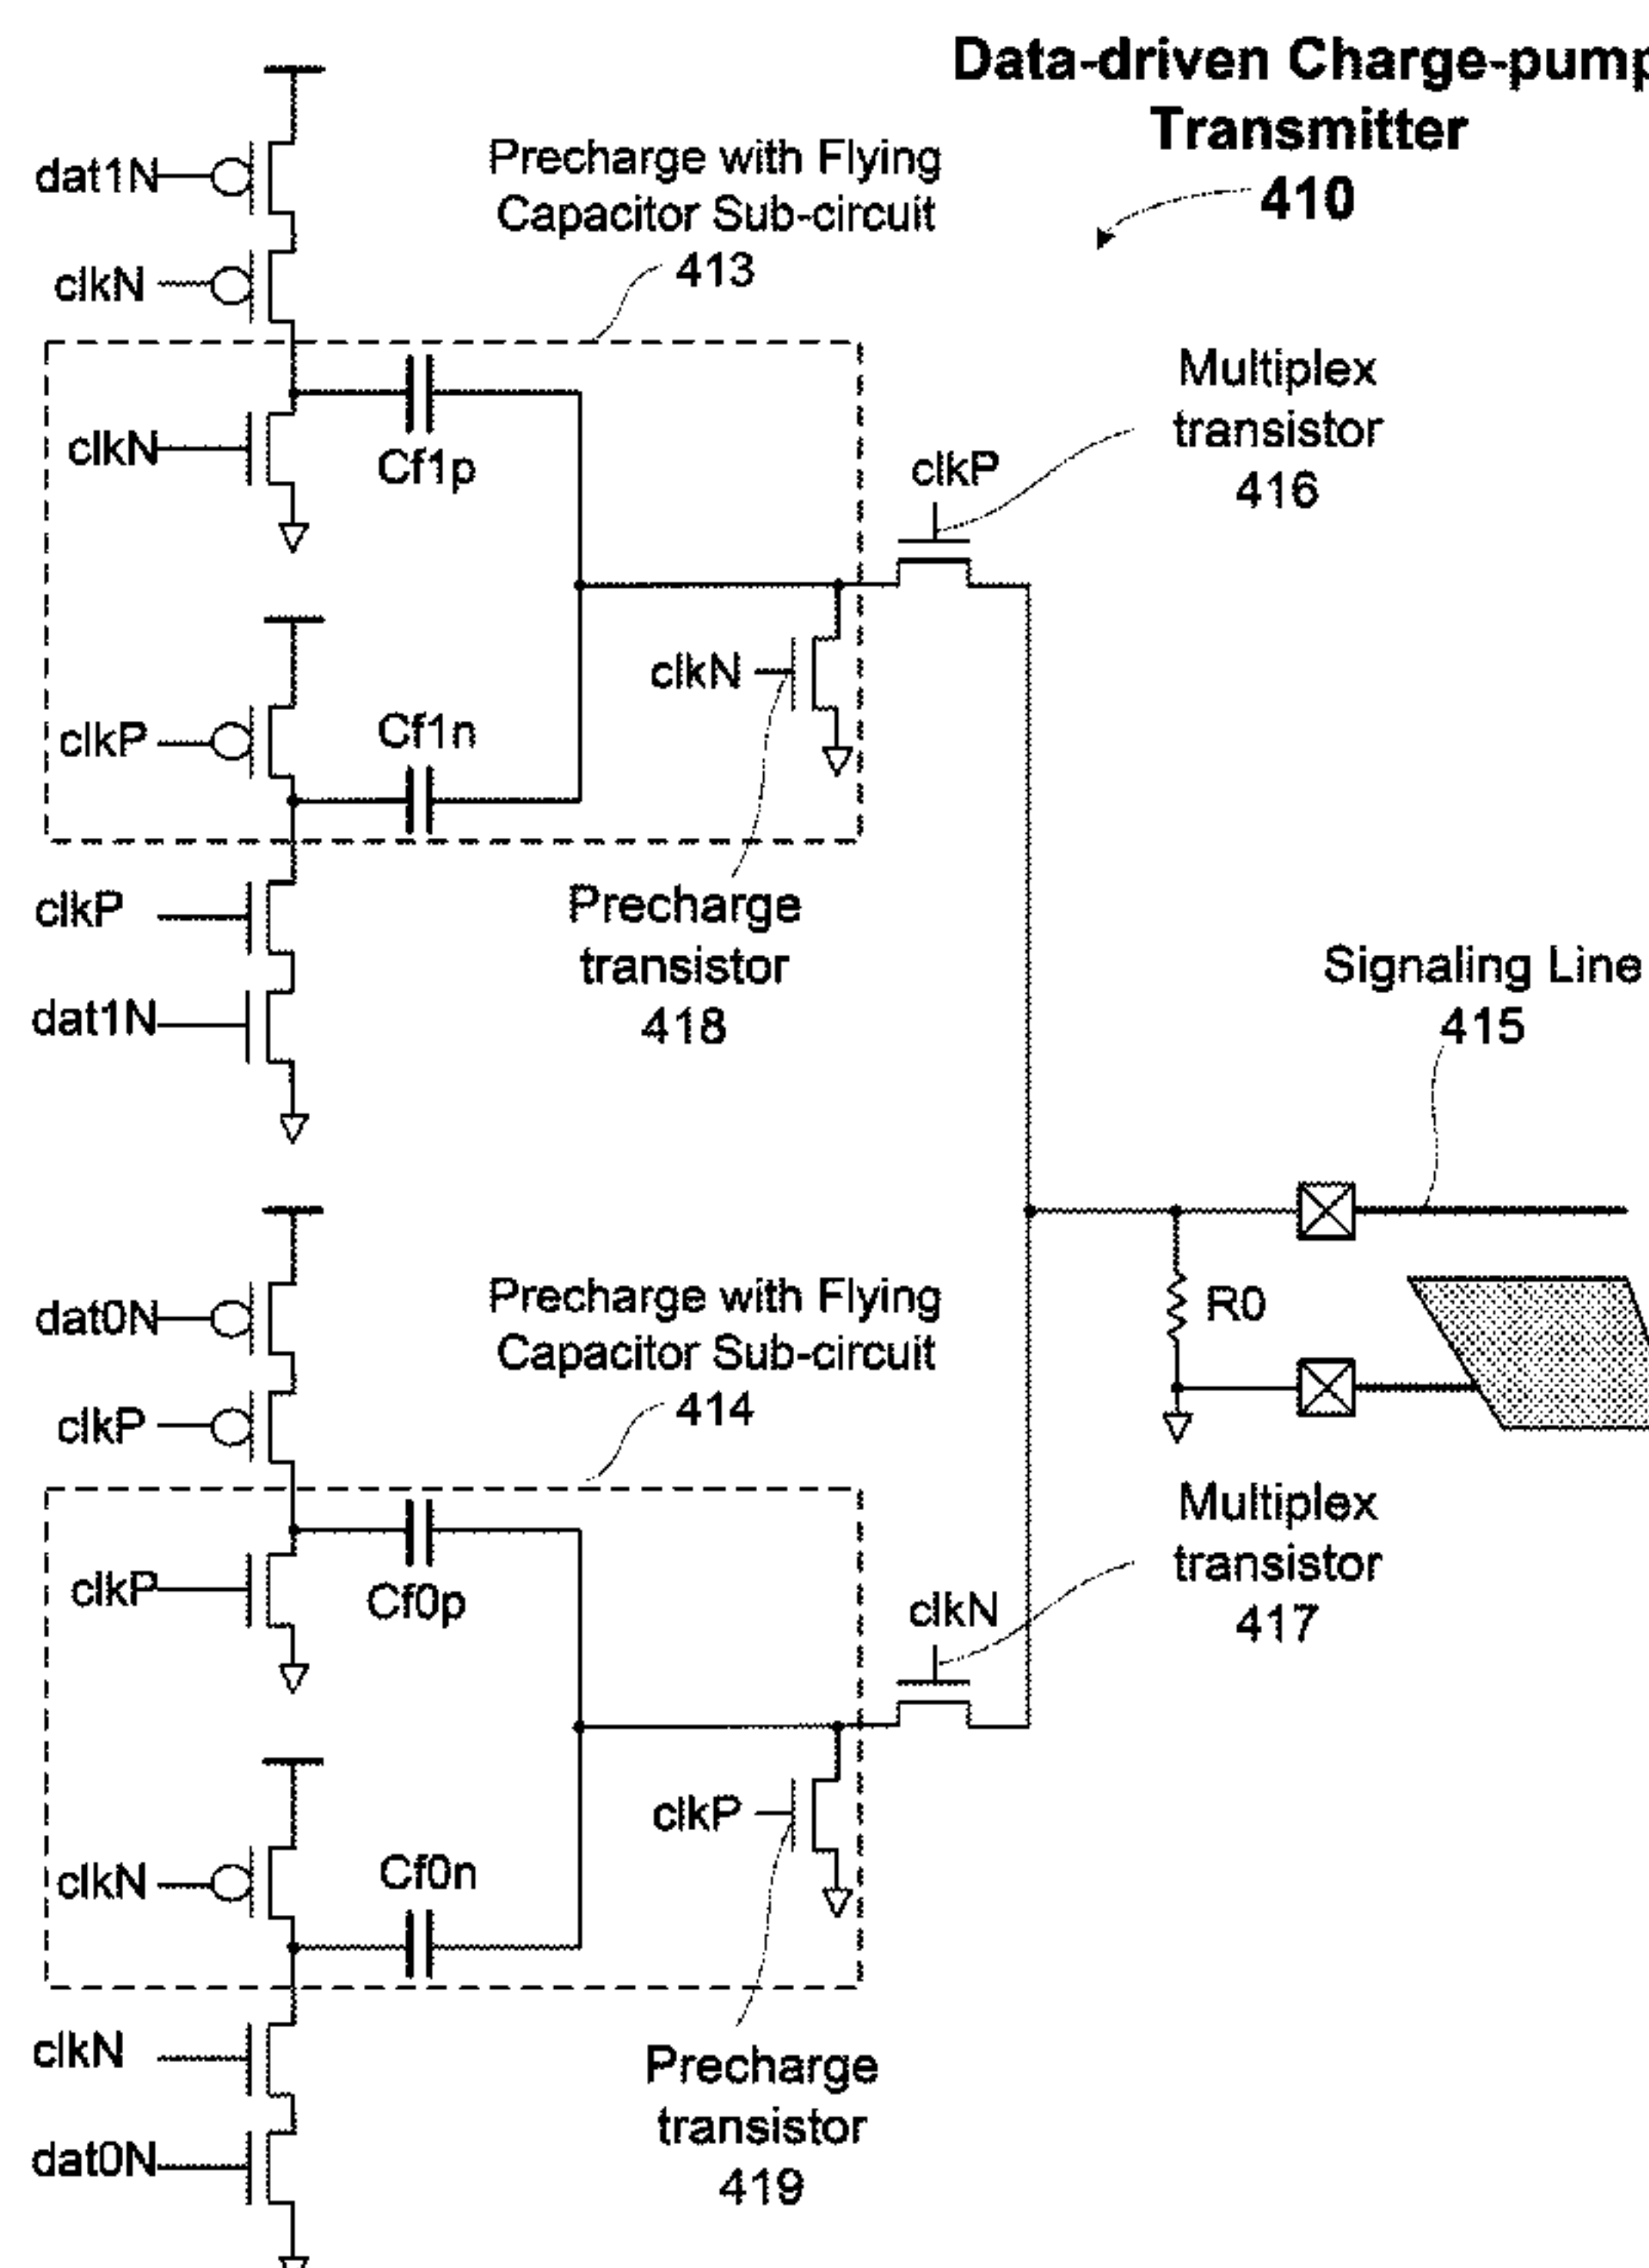 Data-driven Charge-pump
Transmitter
410
dat1N
Precharge with Flying
Capacitor Sub-circuit
413
clkN
clkN
Cf1p
Multiplex
transistor
416
clkP
clkN
clkP
Cf1n
clkP
Precharge
transistor
418
dat1N
Signaling Line
415
dat0N
Precharge with Flying
Capacitor Sub-circuit
414
R0
clkP
clkP
Cf0p
Multiplex
transistor
417
clkN
clkP
clkN
Cf0n
clkN
Precharge
transistor
419
dat0N